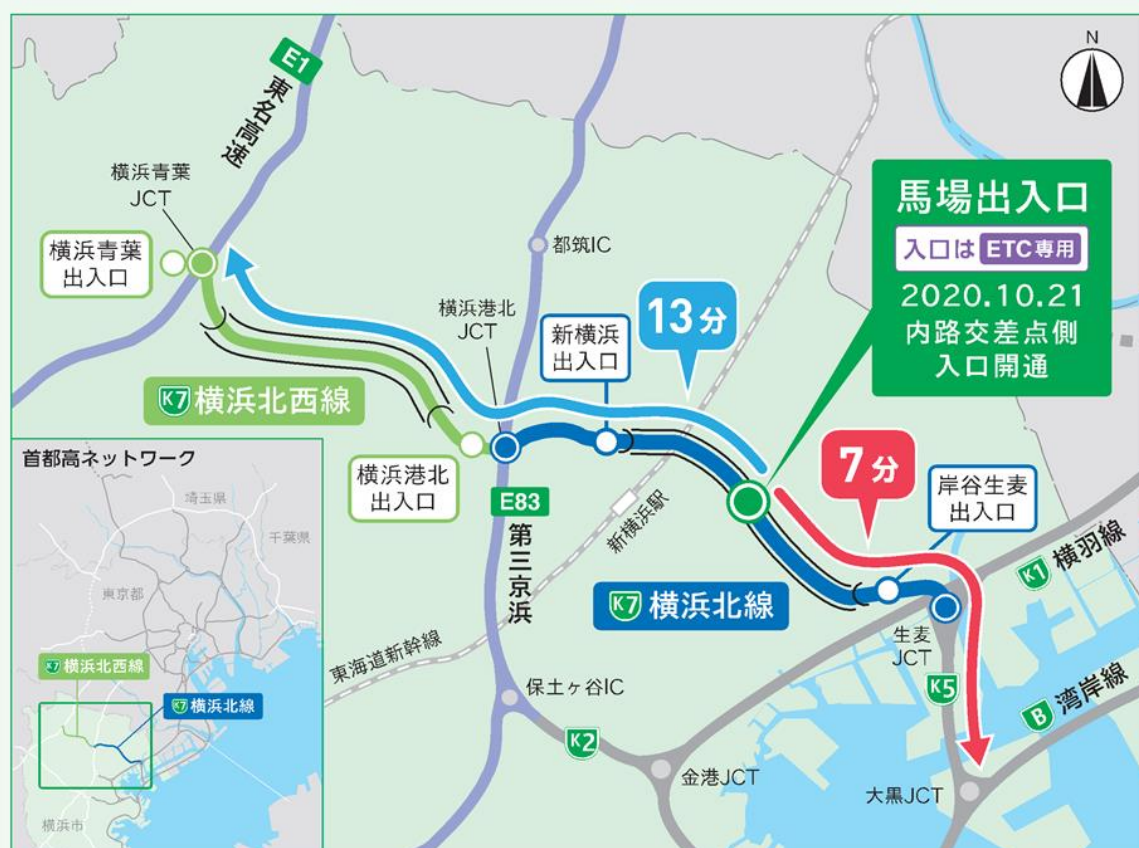 N
E1
東名高速
横浜青葉
JCT
横浜青葉
出入口
都筑IC
馬場出入口
入口は ETC専用
2020.10.21
内路交差点側
入口開通
横浜港北
JCT
新横浜
出入口
13分
K7 横浜北西線
横浜港北
出入口
E83
第三京浜
新横浜駅
7分
岸谷生麦
出入口
K1 横羽線
K7 横浜北線
生麦
JCT
東海道新幹線
保土ヶ谷IC
K2
K5
B 湾岸線
金港JCT
大黒JCT
首都高ネットワーク
埼玉県
千葉県
東京都
K7 横浜北西線
K7 横浜北線
横浜市